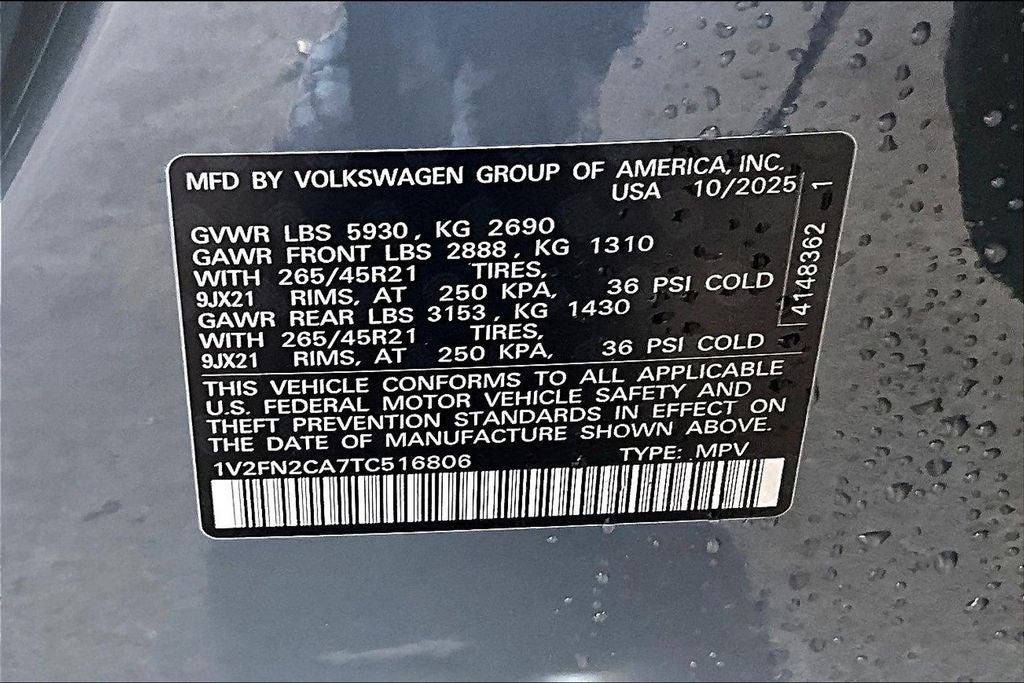 MFD BY VOLKSWAGEN GROUP OF AMERICA, INC.
USA 10/2025
GVWR LBS 5930, KG 2690
GAWR FRONT LBS 2888, KG 1310
WITH 265/45R21 TIRES,
9JX21 RIMS, AT 250 KPA, 36 PSI COLD
GAWR REAR LBS 3153, KG 1430
WITH 265/45R21 TIRES,
9JX21 RIMS, AT 250 KPA, 36 PSI COLD
THIS VEHICLE CONFORMS TO ALL APPLICABLE
U.S. FEDERAL MOTOR VEHICLE SAFETY AND
THEFT PREVENTION STANDARDS IN EFFECT ON
THE DATE OF MANUFACTURE SHOWN ABOVE.
1V2FN2CA7TC516806 TYPE: MPV
4148362 1